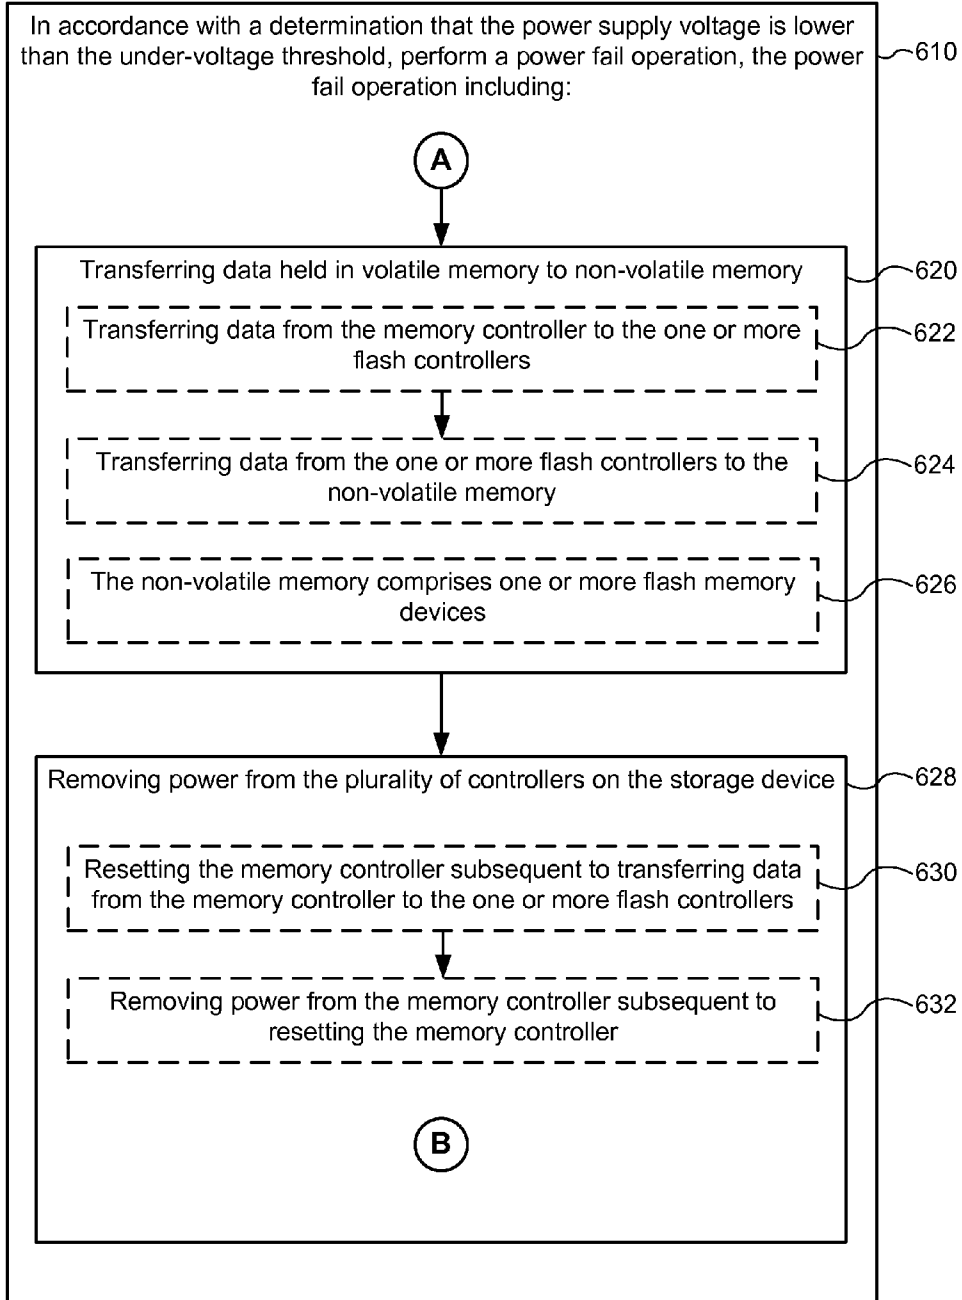 In accordance with a determination that the power supply voltage is lower
than the under-voltage threshold, perform a power fail operation, the power
fail operation including:
610
A
Transferring data held in volatile memory to non-volatile memory
620
Transferring data from the memory controller to the one or more
flash controllers
622
Transferring data from the one or more flash controllers to the
non-volatile memory
624
The non-volatile memory comprises one or more flash memory
devices
626
Removing power from the plurality of controllers on the storage device
628
Resetting the memory controller subsequent to transferring data
from the memory controller to the one or more flash controllers
630
Removing power from the memory controller subsequent to
resetting the memory controller
632
B